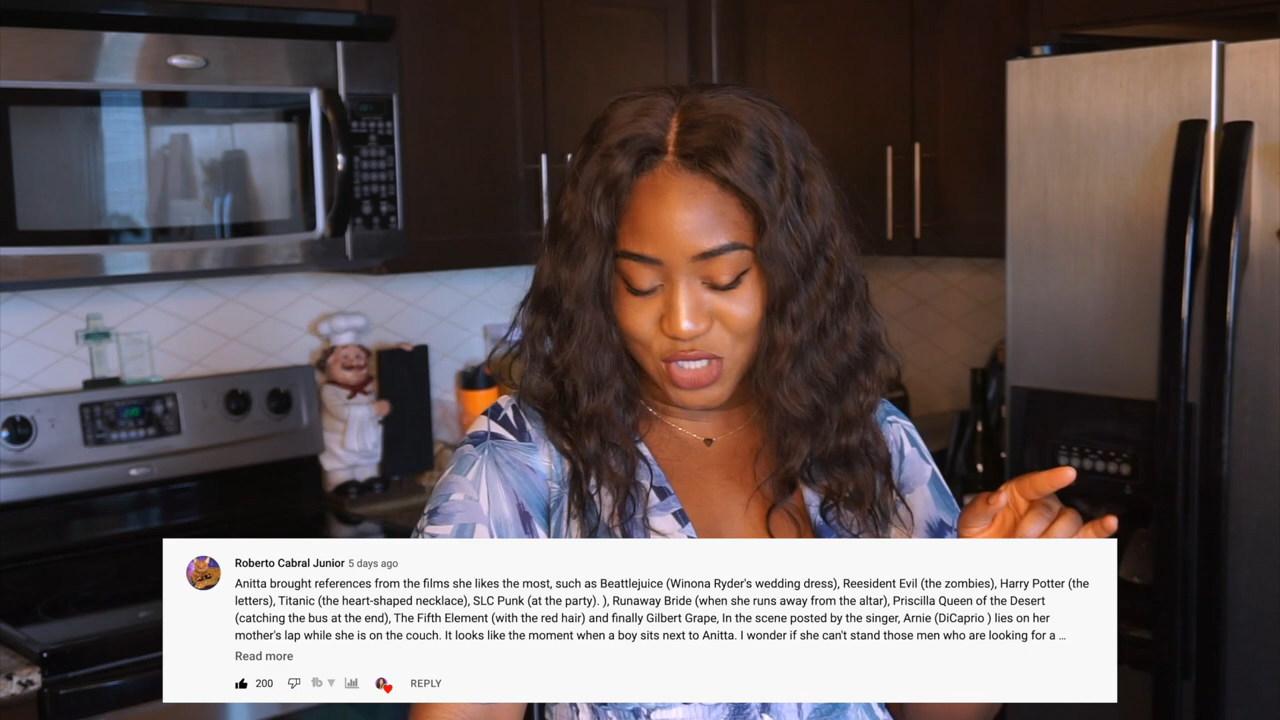 Roberto Cabral Junior 5 days ago
Anitta brought references from the films she likes the most, such as Beattlejuice (Winona Ryder's wedding dress), Reesident Evil (the zombies), Harry Potter (the
letters), Titanic (the heart-shaped necklace), SLC Punk (at the party). ), Runaway Bride (when she runs away from the altar), Priscilla Queen of the Desert
(catching the bus at the end), The Fifth Element (with the red hair) and finally Gilbert Grape, In the scene posted by the singer, Arnie (DiCaprio ) lies on her
mother's lap while she is on the couch. It looks like the moment when a boy sits next to Anitta. I wonder if she can't stand those men who are looking for a ...
Read more
200 tb REPLY